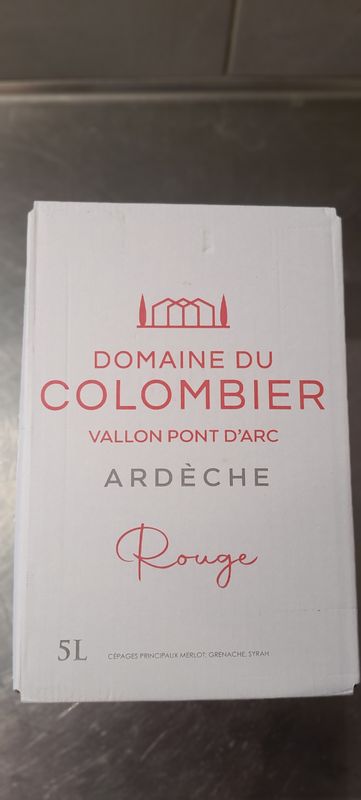 DOMAINE DU
COLOMBIER
VALLON PONT D'ARC
ARDÈCHE
Rouge
5L
CÉPAGES PRINCIPAUX MERLOT, GRENACHE, SYRAH